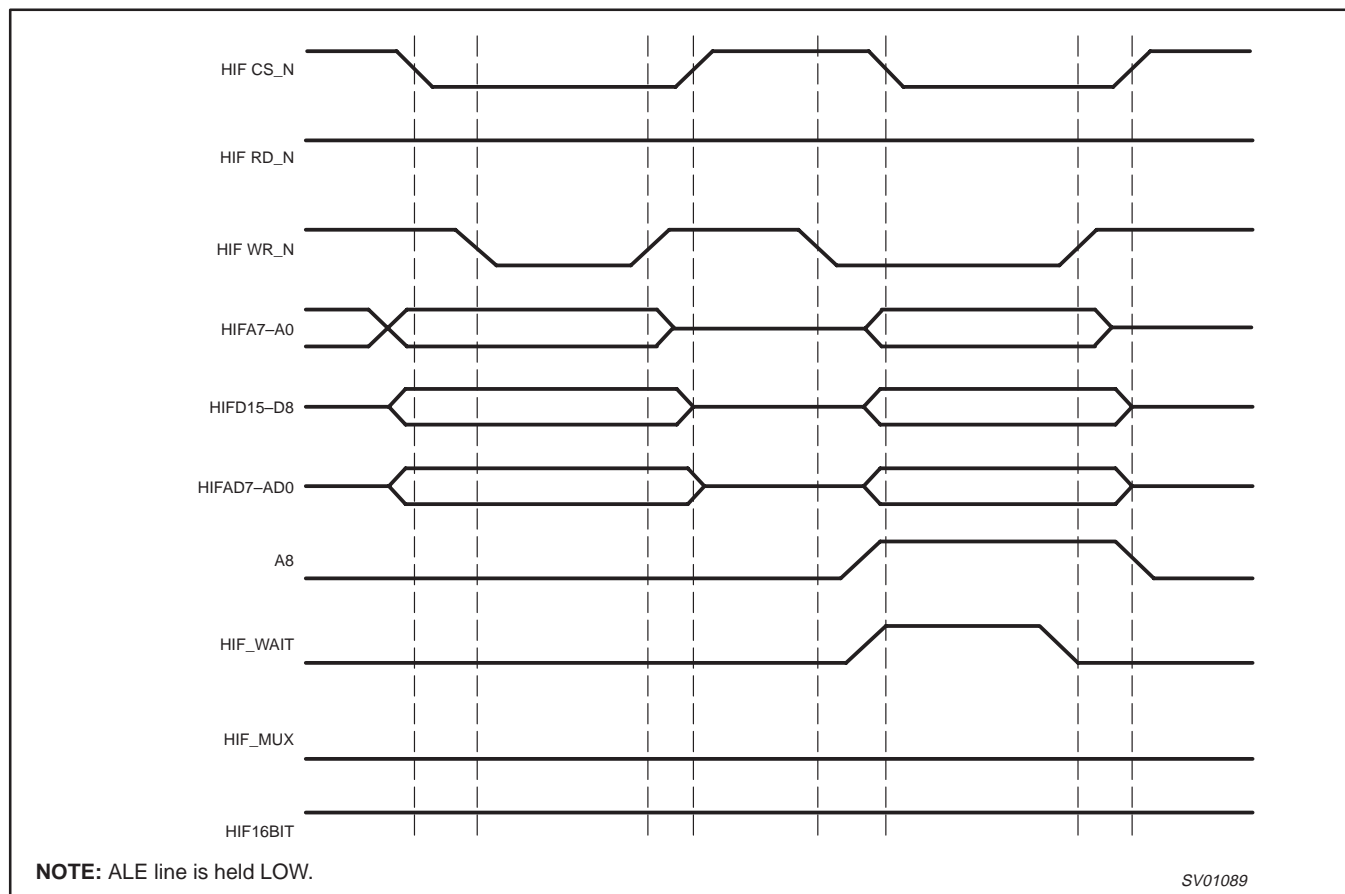 HIF CS_N
HIF RD_N
HIF WR_N
HIFA7–A0
HIFD15–D8
HIFAD7–AD0
A8
HIF_WAIT
HIF_MUX
HIF16BIT
NOTE: ALE line is held LOW.
SV01089